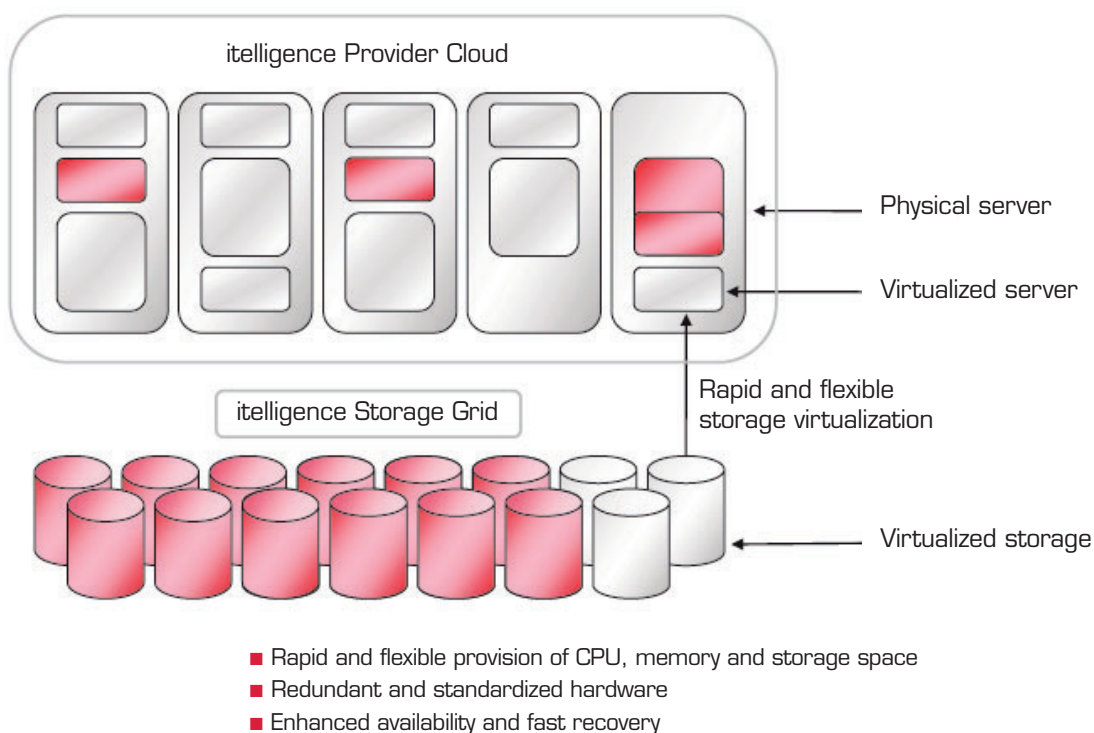 itelligence Provider Cloud
Physical server
Virtualized server
Rapid and flexible
storage virtualization
itelligence Storage Grid
Virtualized storage
■ Rapid and flexible provision of CPU, memory and storage space
■ Redundant and standardized hardware
■ Enhanced availability and fast recovery